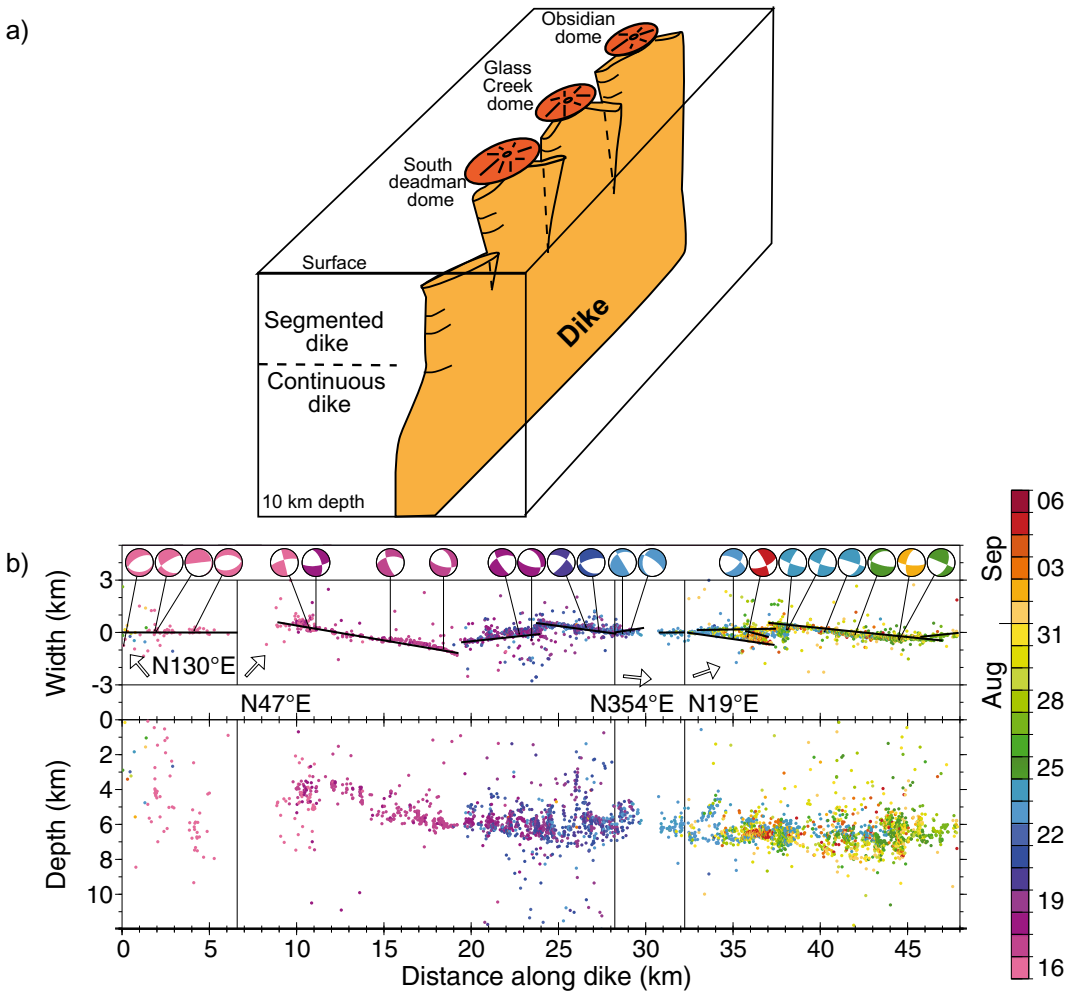 a)
Obsidian
dome
Glass
Creek
dome
South
deadman
dome
Surface
Segmented
dike
Continuous
dike
Dike
10 km depth
b)
Width (km)
3
0
-3
N130°E
N47°E
N354°E
N19°E
Depth (km)
0
2
4
6
8
10
0 5 10 15 20 25 30 35 40 45
Distance along dike (km)
Sep
Aug
06
03
31
28
25
22
19
16